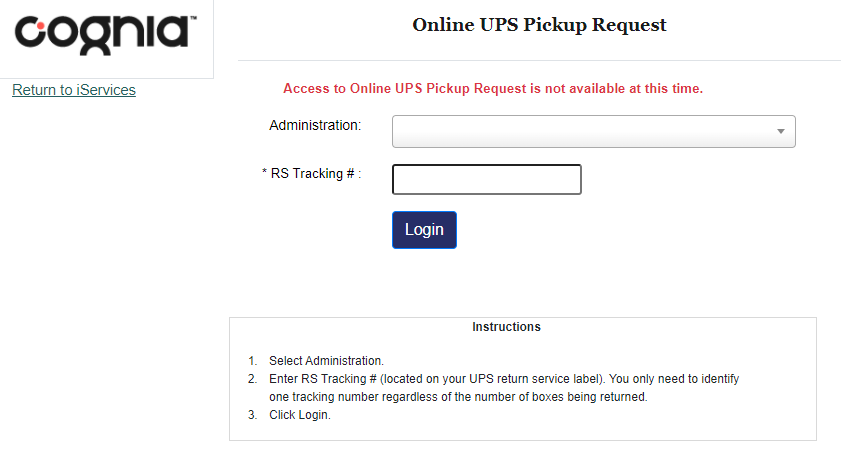 cognia™
Online UPS Pickup Request
Return to iServices
Access to Online UPS Pickup Request is not available at this time.
Administration:
* RS Tracking # :
Login
Instructions
1. Select Administration.
2. Enter RS Tracking # (located on your UPS return service label). You only need to identify
one tracking number regardless of the number of boxes being returned.
3. Click Login.